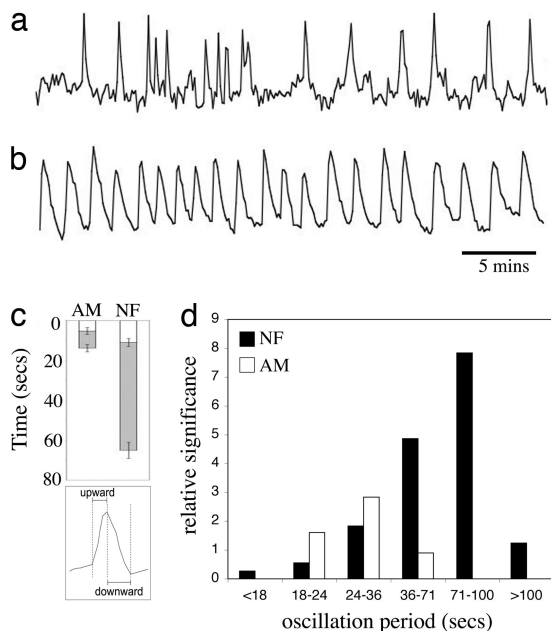 a
b
5 mins
c
AM NF
0
20
40
60
80
Time (secs)
upward
downward
d
9
8
7
6
5
4
3
2
1
0
relative significance
NF
AM
<18 18-24 24-36 36-71 71-100 >100
oscillation period (secs)